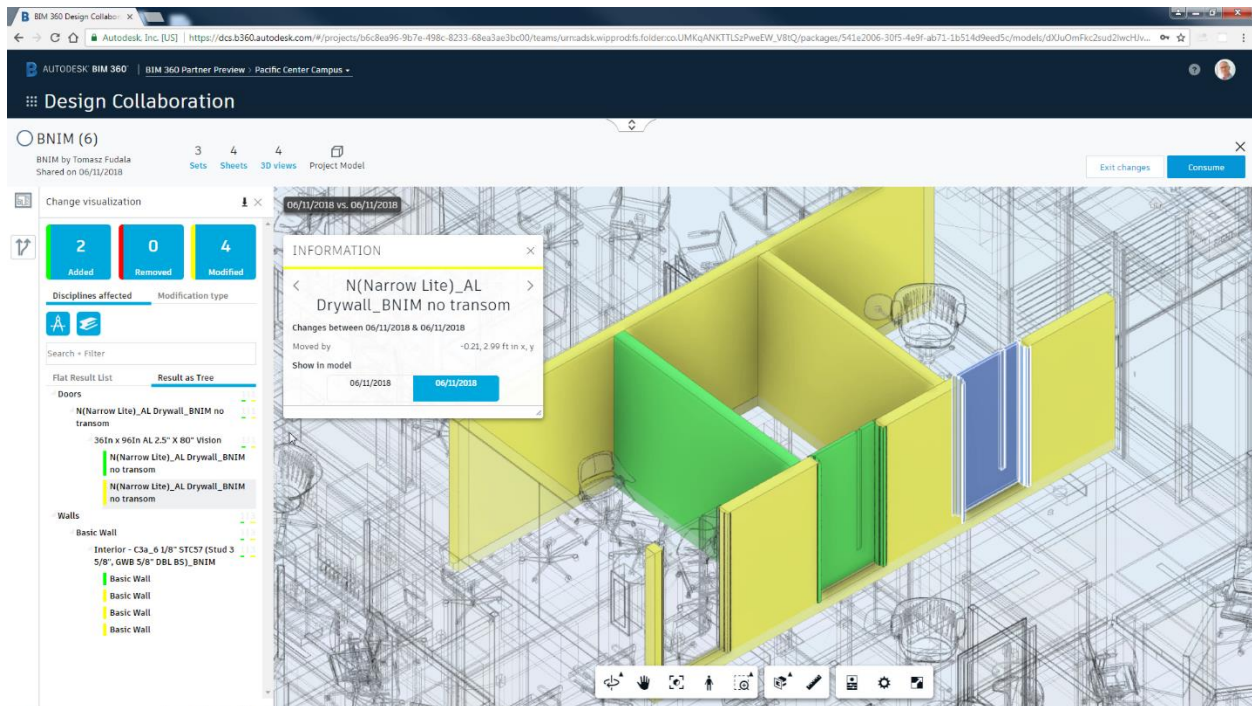 BIM 360 Design Collabor
Autodesk, Inc. [US] | https://dcs.b360.autodesk.com/#/projects/b6c8ea96-9b7e-498c-8233-68ea3ae3bc00/teams/urn:adsk.wipprod:fs.folder:co.UMKqANKTTLSzPweEW_V8tQ/packages/541e2006-30f5-4e9f-ab71-1b514d9eed5c/models/
AUTODESK® BIM 360® | BIM 360 Partner Preview > Pacific Center Campus
Design Collaboration
BNIM (6)
BNIM by Tomasz Fudala
Shared on 06/11/2018
3 4 4
Sets Sheets 3D views Project Model
Exit changes Consume
Change visualization
2 0 4
Added Removed Modified
Disciplines affected Modification type
Search + Filter
Flat Result List Result as Tree
Doors
N(Narrow Lite)_AL Drywall_BNIM no
transom
36In x 96In AL 2.5" X 80" Vision
N(Narrow Lite)_AL Drywall_BNIM
no transom
N(Narrow Lite)_AL Drywall_BNIM
no transom
Walls
Basic Wall
Interior - C3a_6 1/8" STC57 (Stud 3
5/8", GWB 5/8" DBL BS)_BNIM
Basic Wall
Basic Wall
Basic Wall
Basic Wall
06/11/2018 vs. 06/11/2018
INFORMATION
N(Narrow Lite)_AL
Drywall_BNIM no transom
Changes between 06/11/2018 & 06/11/2018
Moved by -0.21, 2.99 ft in x, y
Show in model
06/11/2018 06/11/2018